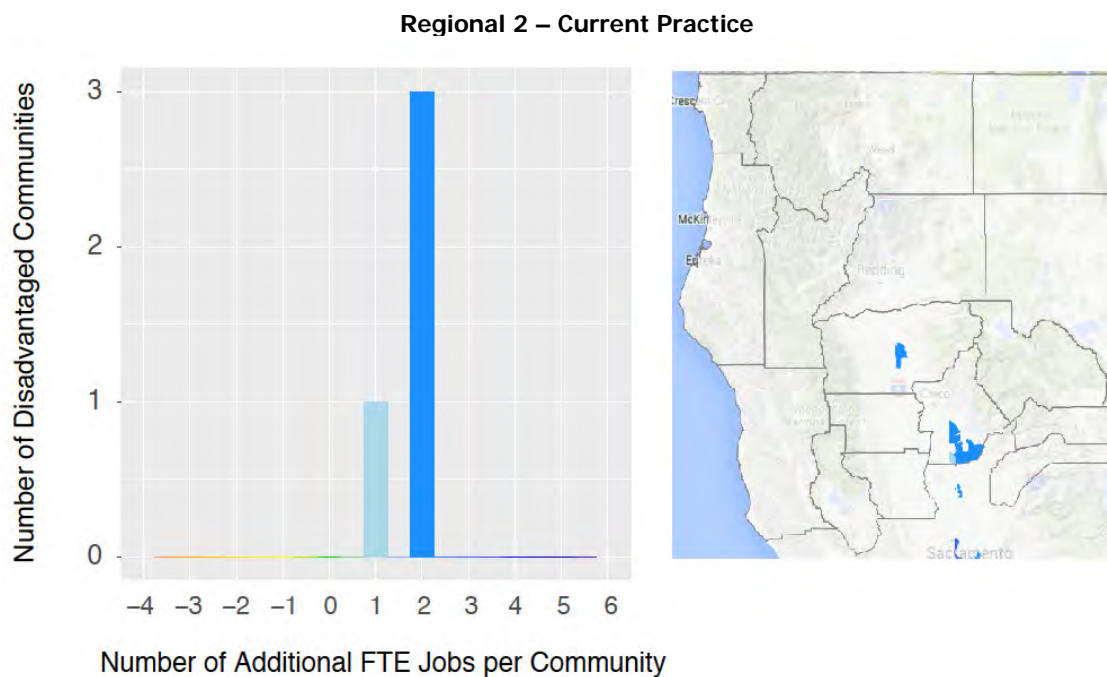 Regional 2 – Current Practice
Number of Disadvantaged Communities
3
2
1
0
−4 −3 −2 −1 0 1 2 3 4 5 6
Number of Additional FTE Jobs per Community
Weed
Eureka
Redding
Chico
Sacramento